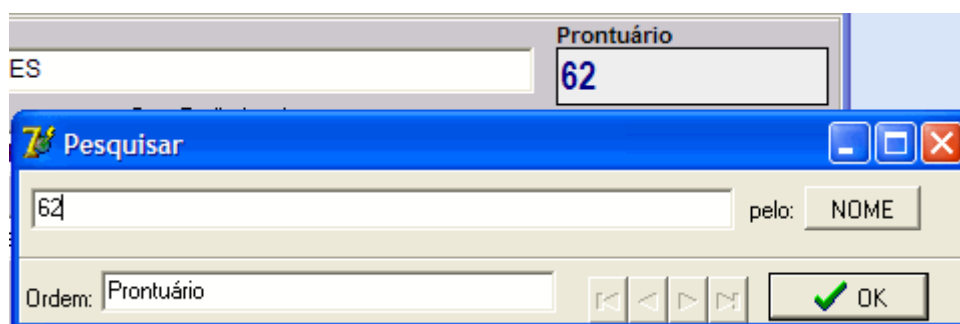 Prontuário
ES
62
Pesquisar
62
pelo: NOME
Ordem: Prontuário
OK